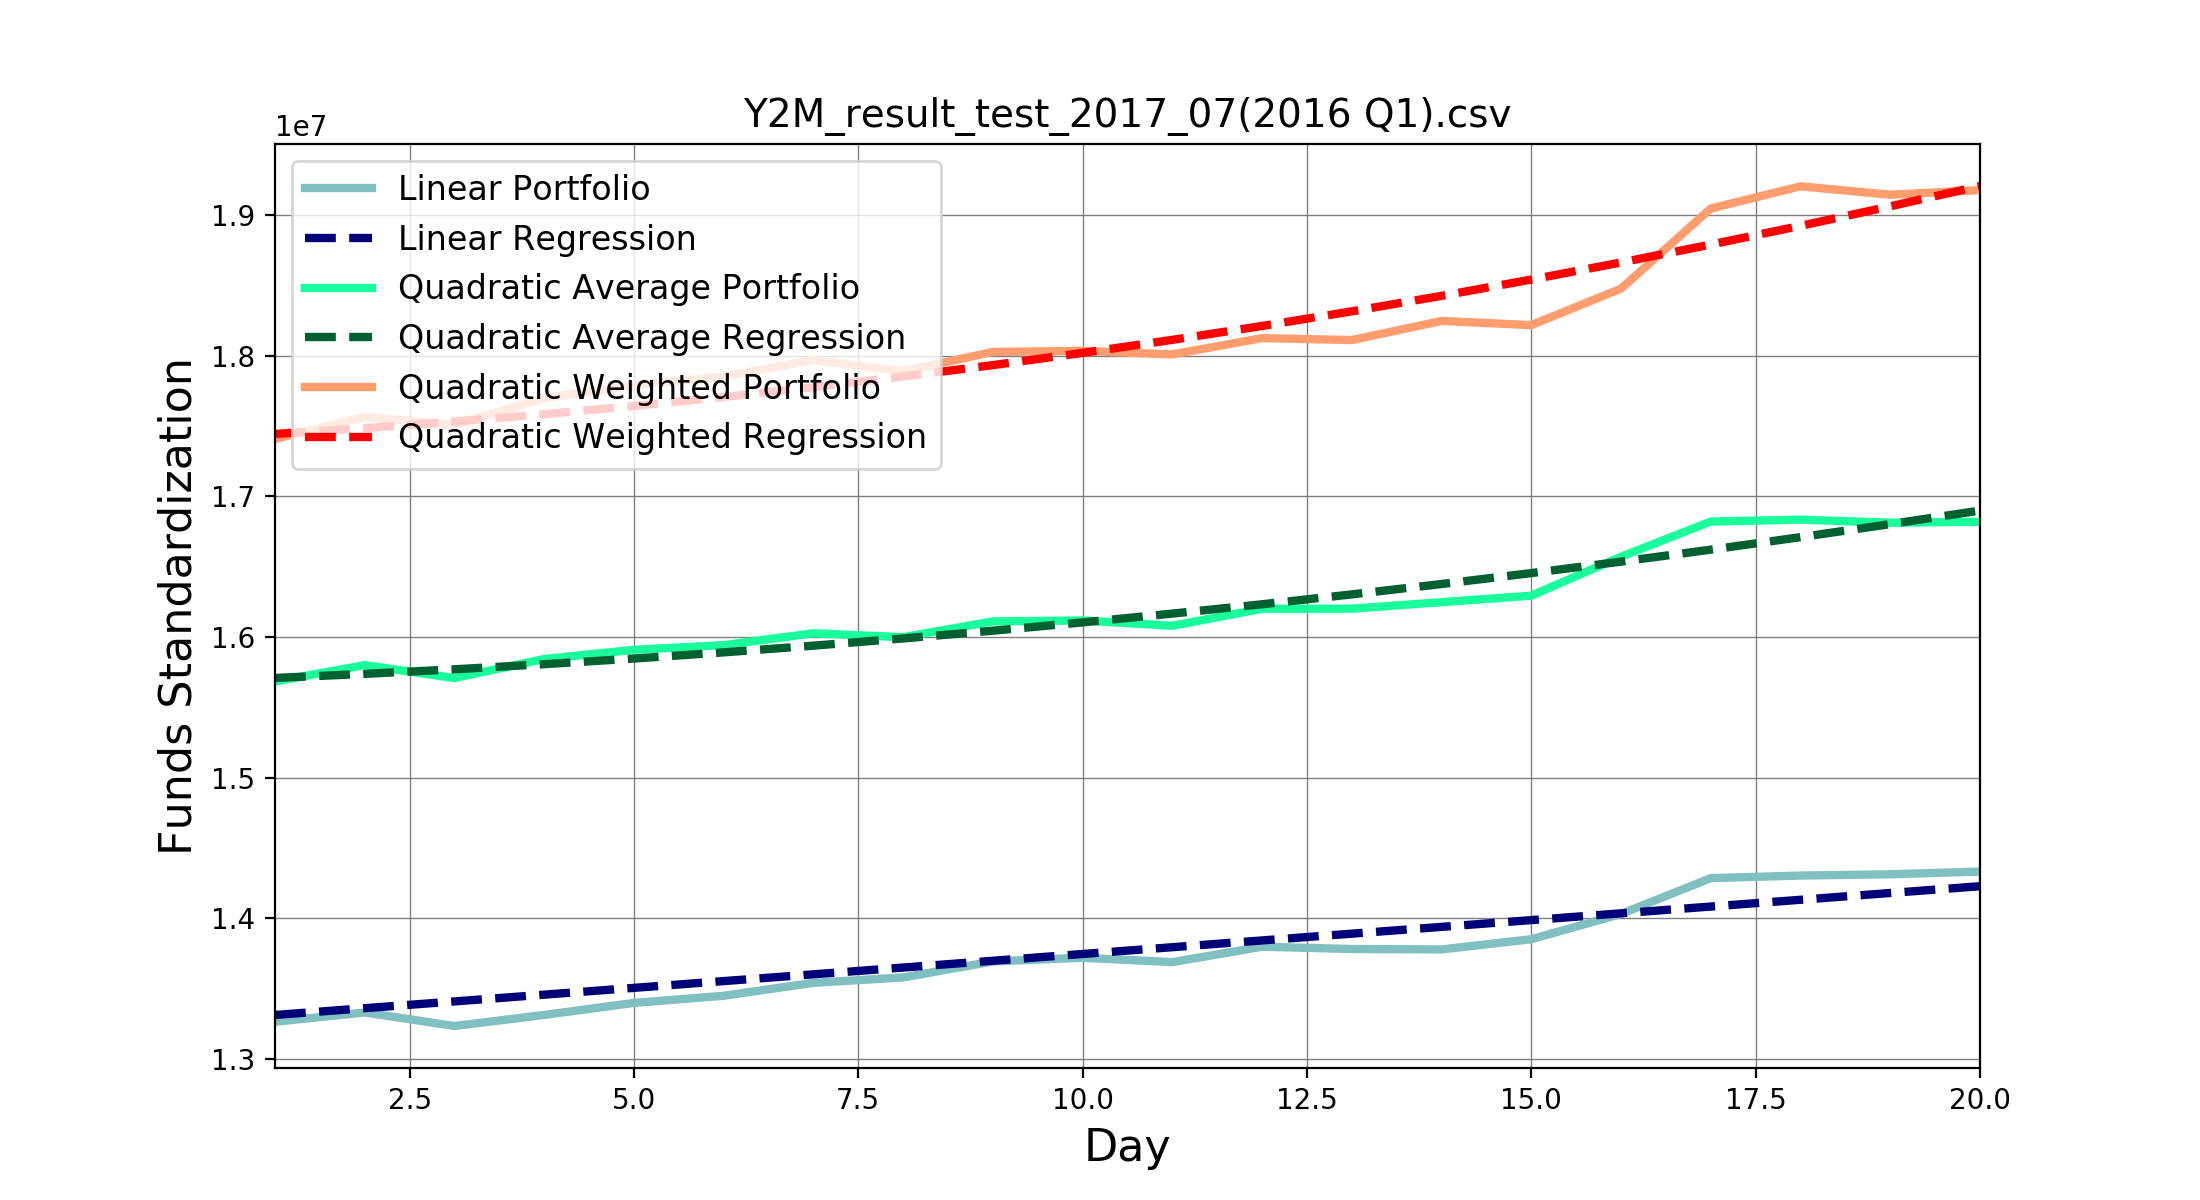 Y2M_result_test_2017_07(2016 Q1).csv
1e7
Linear Portfolio
Linear Regression
Quadratic Average Portfolio
Quadratic Average Regression
Quadratic Weighted Portfolio
Quadratic Weighted Regression
Funds Standardization
1.9
1.8
1.7
1.6
1.5
1.4
1.3
2.5 5.0 7.5 10.0 12.5 15.0 17.5 20.0
Day